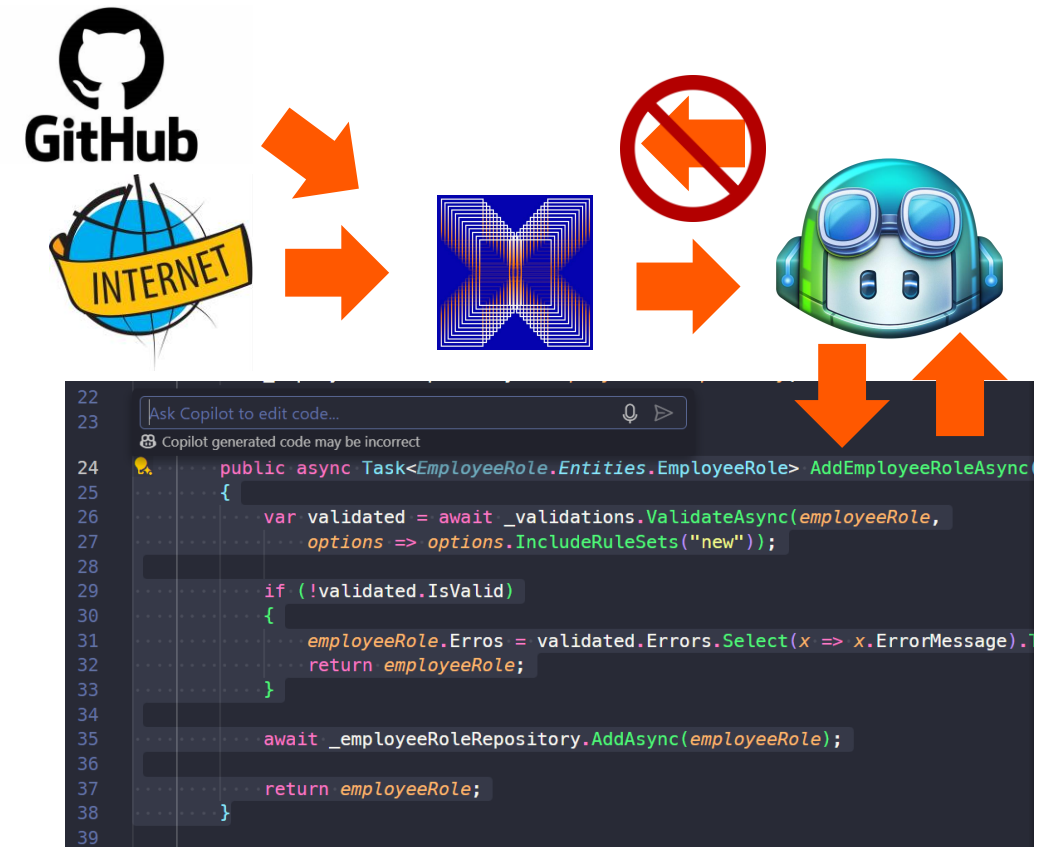 GitHub
INTERNET
22
23
Ask Copilot to edit code...
Copilot generated code may be incorrect
24 public async Task<EmployeeRole.Entities.EmployeeRole> AddEmployeeRoleAsync(
25 {
26 var validated = await _validations.ValidateAsync(employeeRole,
27 options => options.IncludeRuleSets("new"));
28
29 if (!validated.IsValid)
30 {
31 employeeRole.Erros = validated.Errors.Select(x => x.ErrorMessage).
32 return employeeRole;
33 }
34
35 await _employeeRoleRepository.AddAsync(employeeRole);
36
37 return employeeRole;
38 }
39